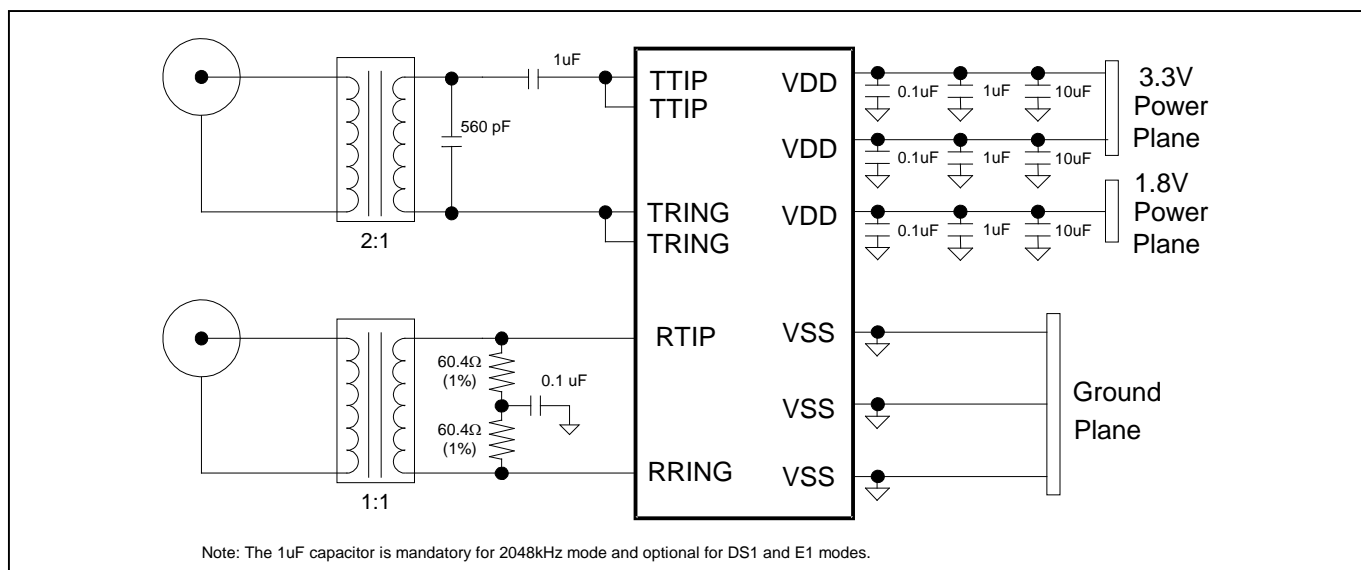 1uF
TTIP
TTIP
560 pF
TRING
TRING
2:1
VDD
0.1uF
1uF
10uF
VDD
0.1uF
1uF
10uF
3.3V
Power
Plane
VDD
0.1uF
1uF
10uF
1.8V
Power
Plane
RTIP
60.4Ω
(1%)
0.1 uF
60.4Ω
(1%)
RRING
1:1
VSS
VSS
VSS
Ground
Plane
Note: The 1uF capacitor is mandatory for 2048kHz mode and optional for DS1 and E1 modes.